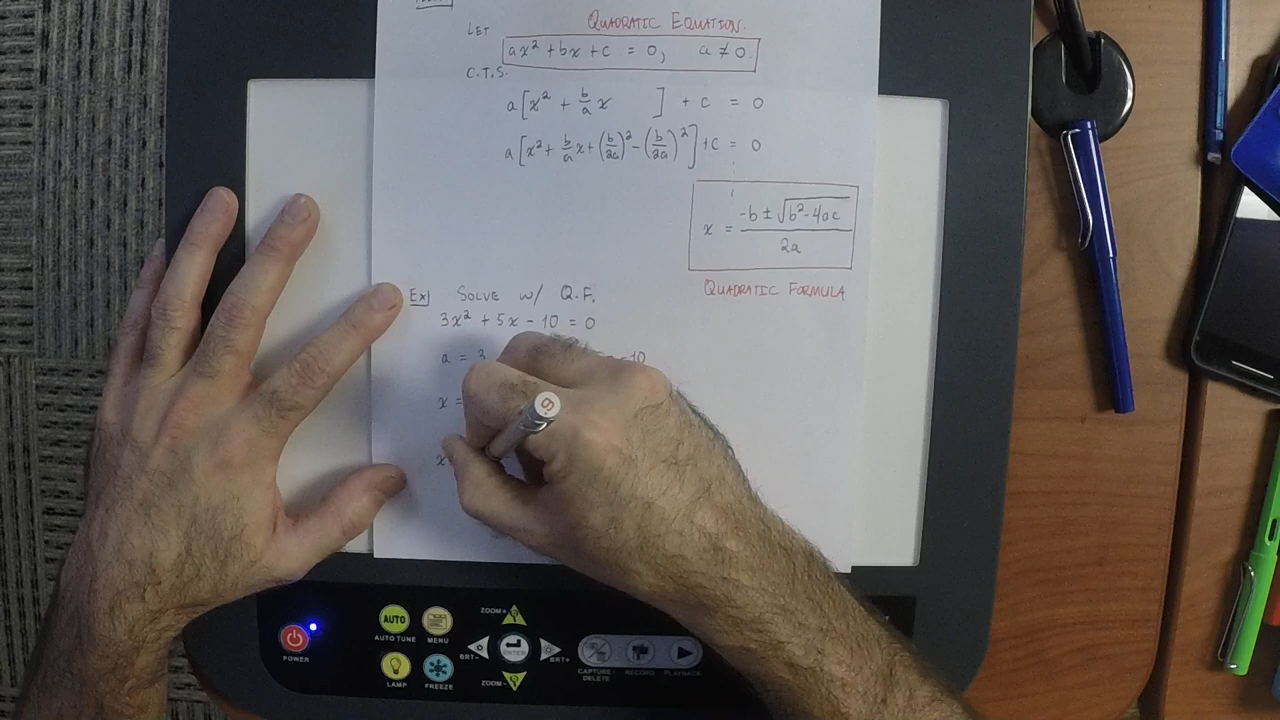 QUADRATIC EQUATION.
LET
ax² + bx + c = 0, a ≠ 0.
C.T.S.
a[x² + b/a x ] + c = 0
a[x² + b/a x + (b/2a)² - (b/2a)²] + c = 0
x = -b ± √b²-4ac / 2a
QUADRATIC FORMULA
Ex] SOLVE w/ Q.F.
3x² + 5x - 10 = 0
a = 3 -10
x =
x=
AUTO
AUTO TUNE
MENU
ZOOM+
POWER
BRT-
ENTER
BRT+
CAPTURE / DELETE
RECORD
PLAYBACK
LAMP
FREEZE
ZOOM-